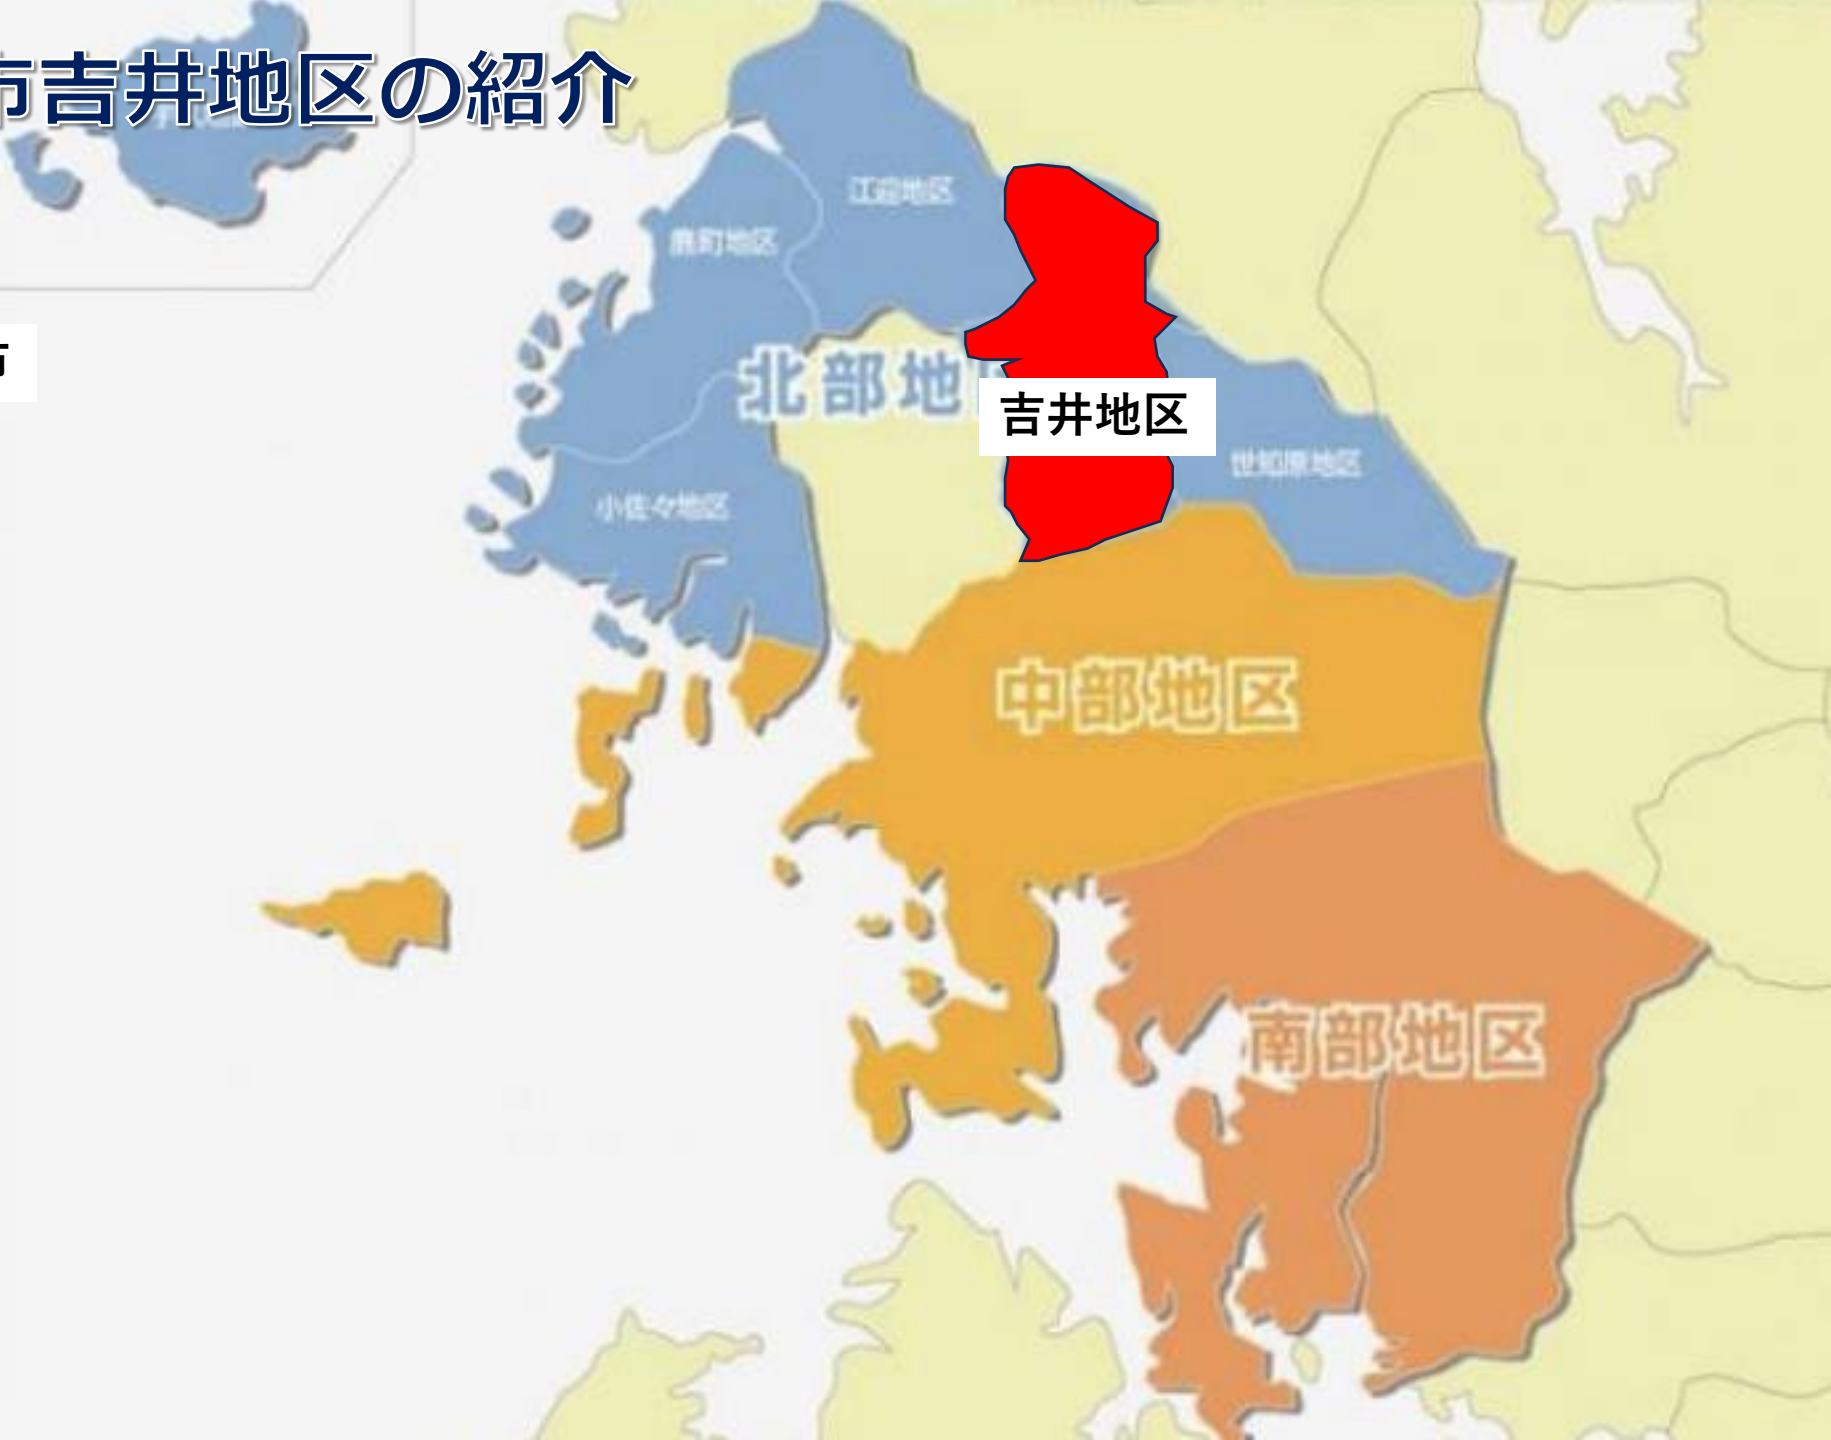 市吉井地区の紹介
江迎地区
鹿町地区
市
北部地
吉井地区
世知原地区
小佐々地区
中部地区
南部地区